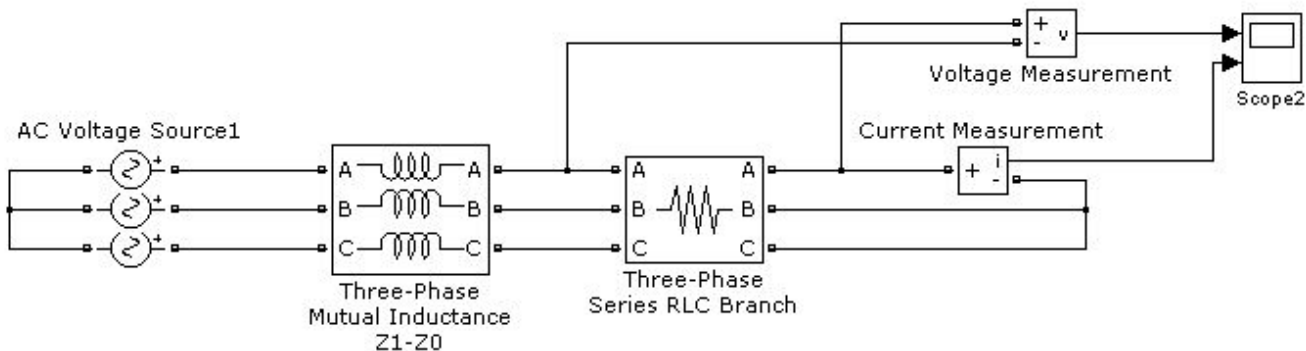 + - v
Voltage Measurement
Scope2
AC Voltage Source1
Current Measurement
+ A A A A + i -
+ B B B B
+ C C C C
Three-Phase
Mutual Inductance
Z1-Z0
Three-Phase
Series RLC Branch